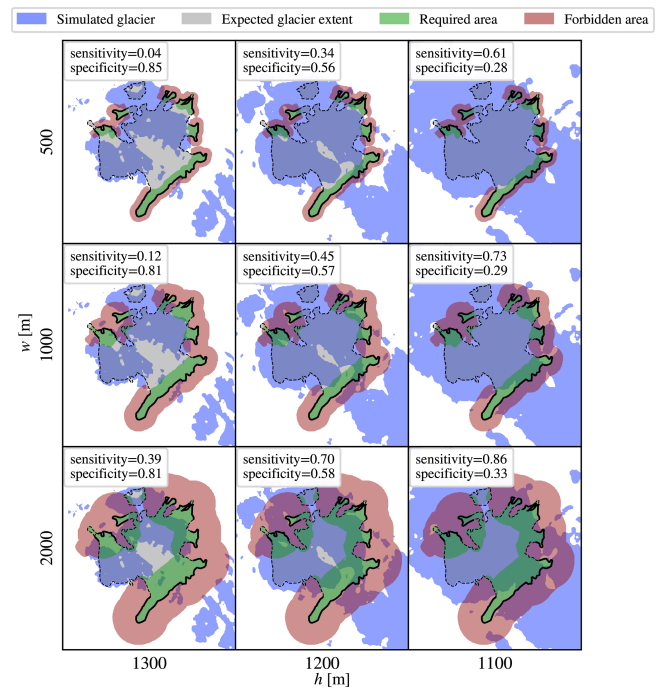 Simulated glacier Expected glacier extent Required area Forbidden area
sensitivity=0.04
specificity=0.85
sensitivity=0.34
specificity=0.56
sensitivity=0.61
specificity=0.28
500
sensitivity=0.12
specificity=0.81
sensitivity=0.45
specificity=0.57
sensitivity=0.73
specificity=0.29
1000
w [m]
sensitivity=0.39
specificity=0.81
sensitivity=0.70
specificity=0.58
sensitivity=0.86
specificity=0.33
2000
1300 1200 1100
h [m]